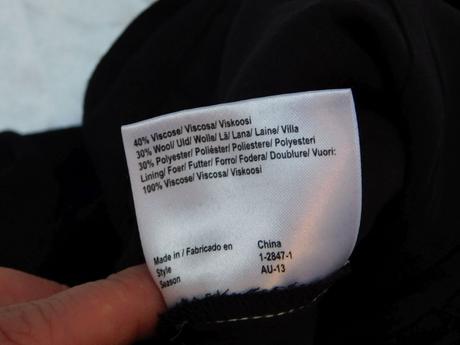 40% Viscose/ Viscosa/ Viskoosi
30% Wool/ Uld/ Wolle/ Lã/ Lana/ Laine/ Villa
30% Polyester/ Poliéster/ Poliestere/ Polyesteri
Lining/ Foer/ Futter/ Forro/ Fodera/ Doublure/ Vuori:
100% Viscose/ Viscosa/ Viskoosi
Made in / Fabricado en China
Style 1-2847-1
Season AU-13